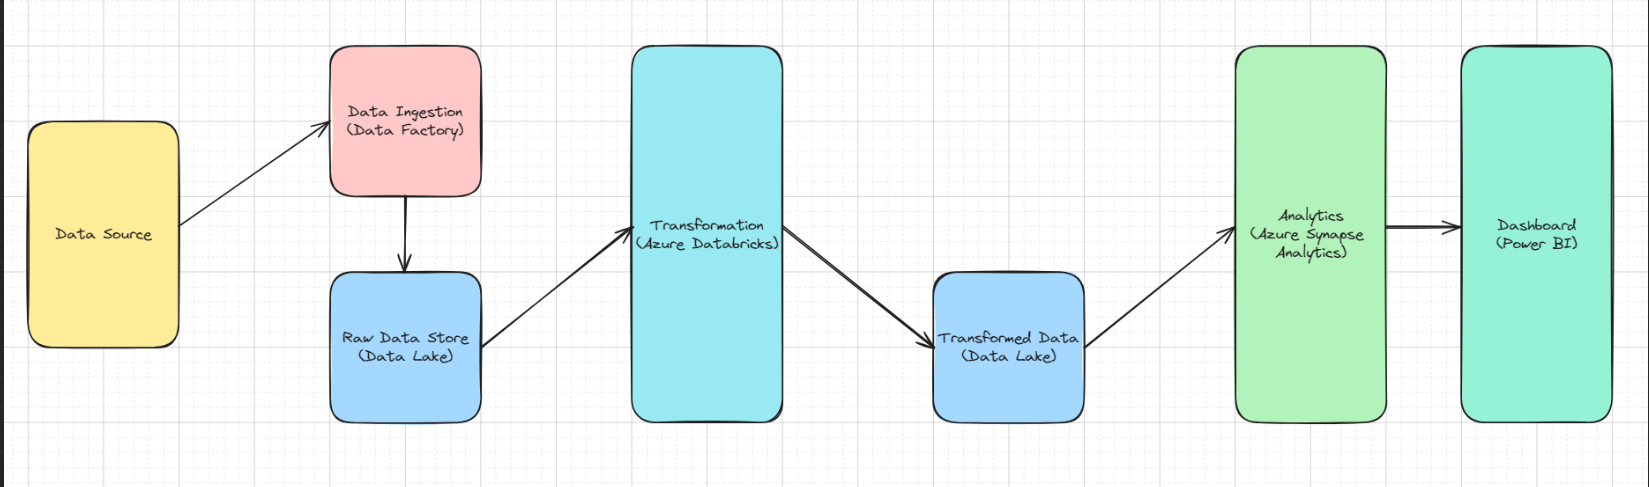 Data Source
Data Ingestion
(Data Factory)
Raw Data Store
(Data Lake)
Transformation
(Azure Databricks)
Transformed Data
(Data Lake)
Analytics
(Azure Synapse
Analytics)
Dashboard
(Power BI)